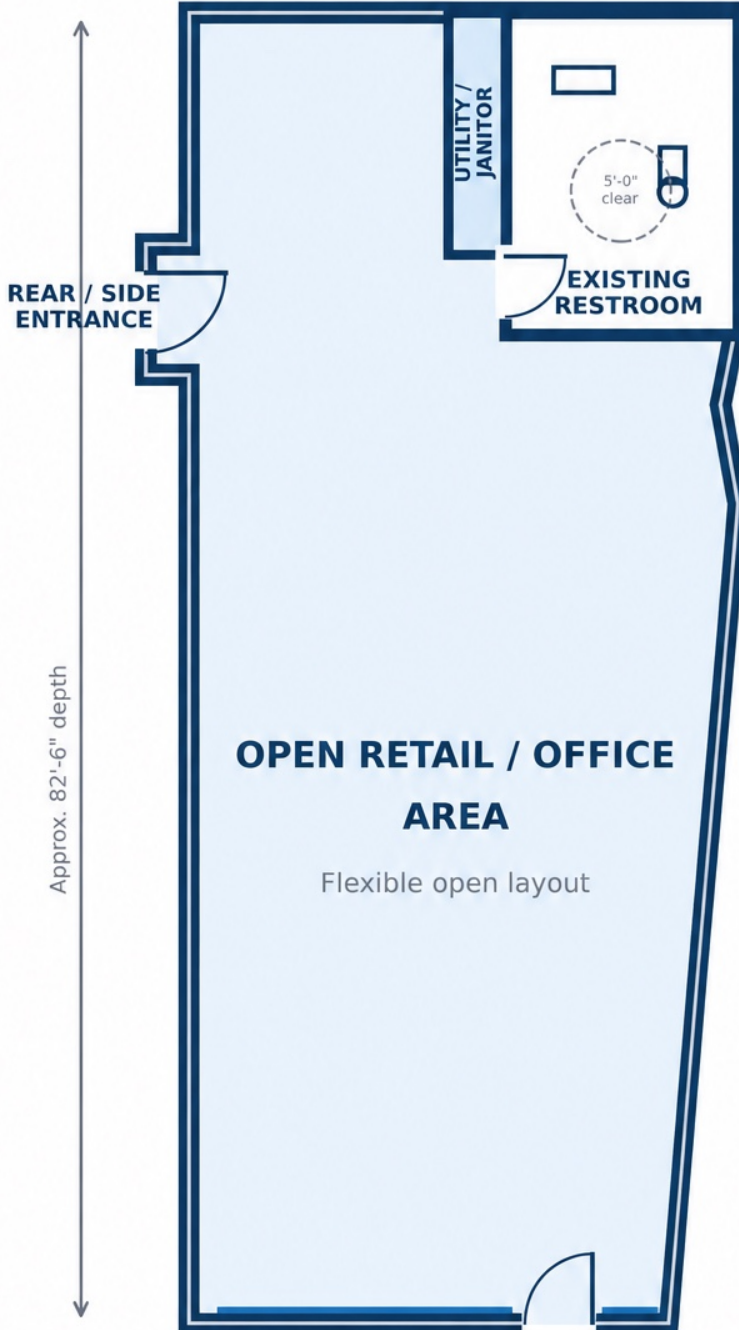 UTILITY /
JANITOR
5'-0"
clear
REAR / SIDE
ENTRANCE
EXISTING
RESTROOM
Approx. 82'-6" depth
OPEN RETAIL / OFFICE
AREA
Flexible open layout